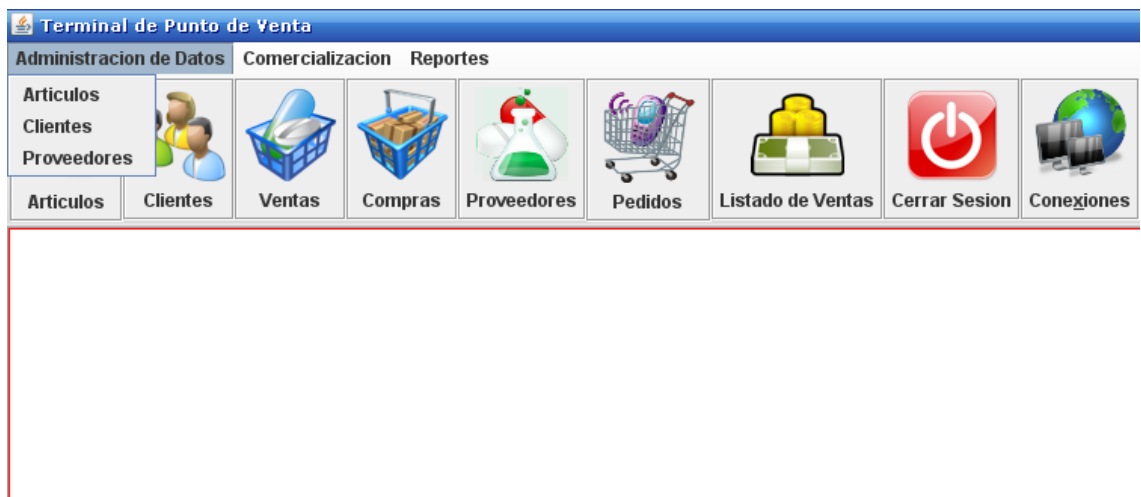 Terminal de Punto de Venta
Administracion de Datos Comercializacion Reportes
Articulos
Clientes
Proveedores
Articulos Clientes Ventas Compras Proveedores Pedidos Listado de Ventas Cerrar Sesion Conexiones